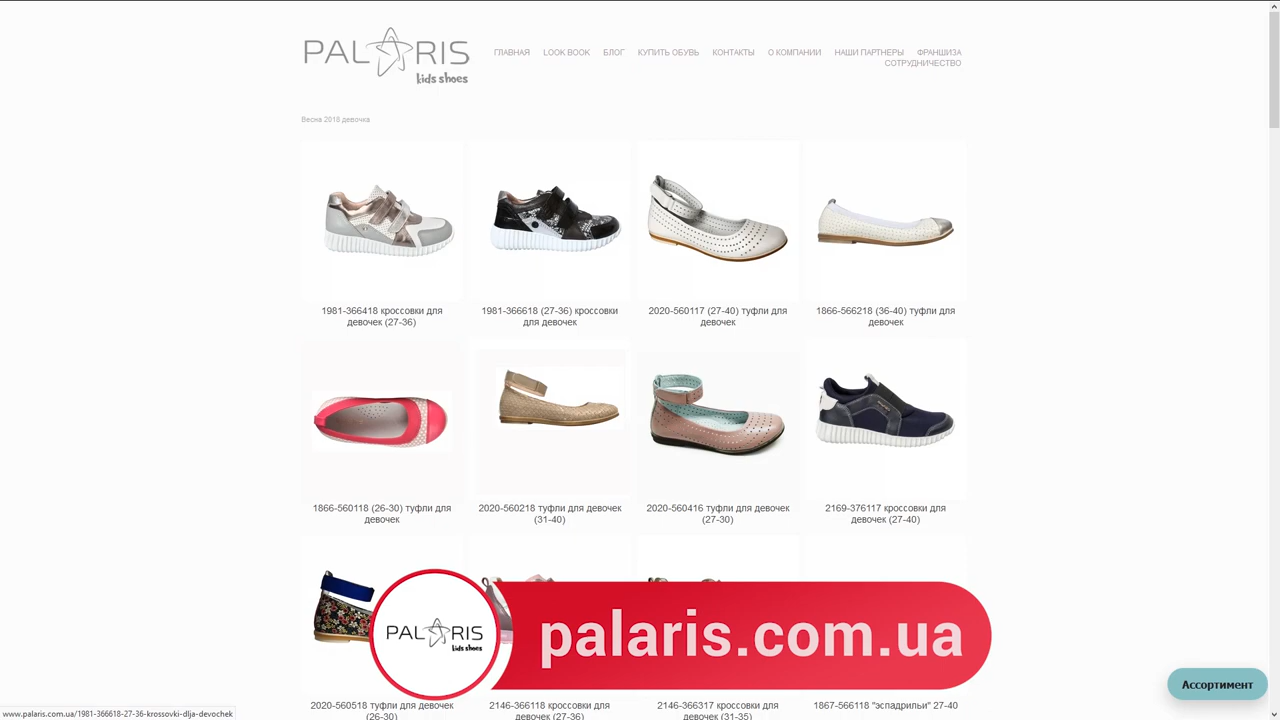 PALARIS
kids shoes
ГЛАВНАЯ LOOK BOOK БЛОГ КУПИТЬ ОБУВЬ КОНТАКТЫ О КОМПАНИИ НАШИ ПАРТНЕРЫ ФРАНШИЗА
СОТРУДНИЧЕСТВО
Весна 2018 девочка
1981-366418 кроссовки для
девочек (27-36)
1981-366618 (27-36) кроссовки
для девочек
2020-560117 (27-40) туфли для
девочек
1866-566218 (36-40) туфли для
девочек
1866-560118 (26-30) туфли для
девочек
2020-560218 туфли для девочек
(31-40)
2020-560416 туфли для девочек
(27-30)
2169-376117 кроссовки для
девочек (27-40)
PALARIS
kids shoes
palaris.com.ua
Ассортимент
2020-560518 туфли для девочек
(26-30)
2146-366118 кроссовки для
девочек (27-36)
2146-366317 кроссовки для
девочек (31-35)
1867-566118 "эспадрильи" 27-40
www.palaris.com.ua/1981-366618-27-36-krossovki-dlja-devochek